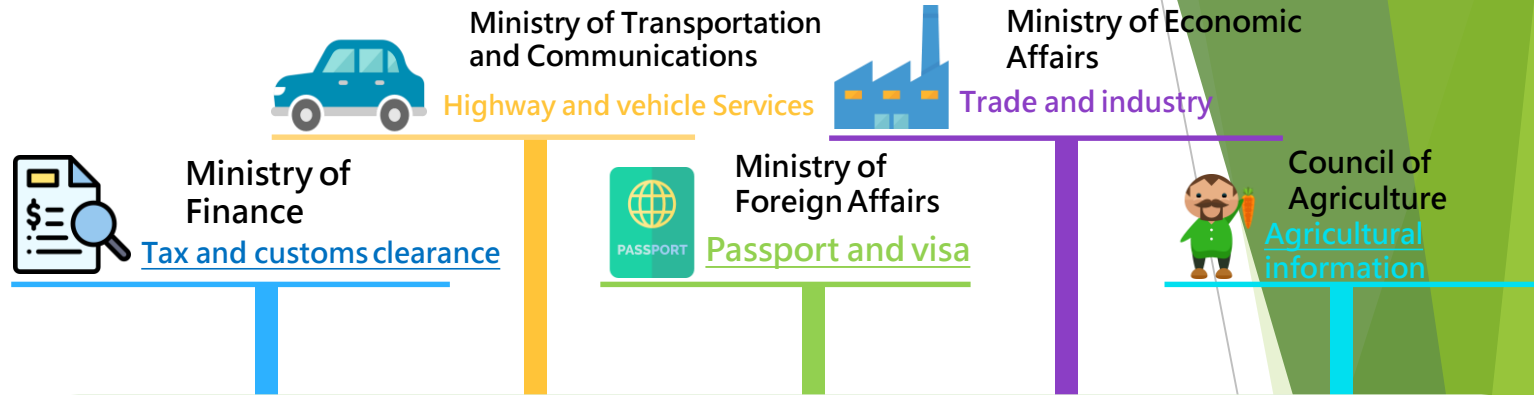 Ministry of Transportation
and Communications
Highway and vehicle Services
Ministry of Economic
Affairs
Trade and industry
$
Ministry of
Finance
Tax and customs clearance
PASSPORT
Ministry of
Foreign Affairs
Passport and visa
Council of
Agriculture
Agricultural
information